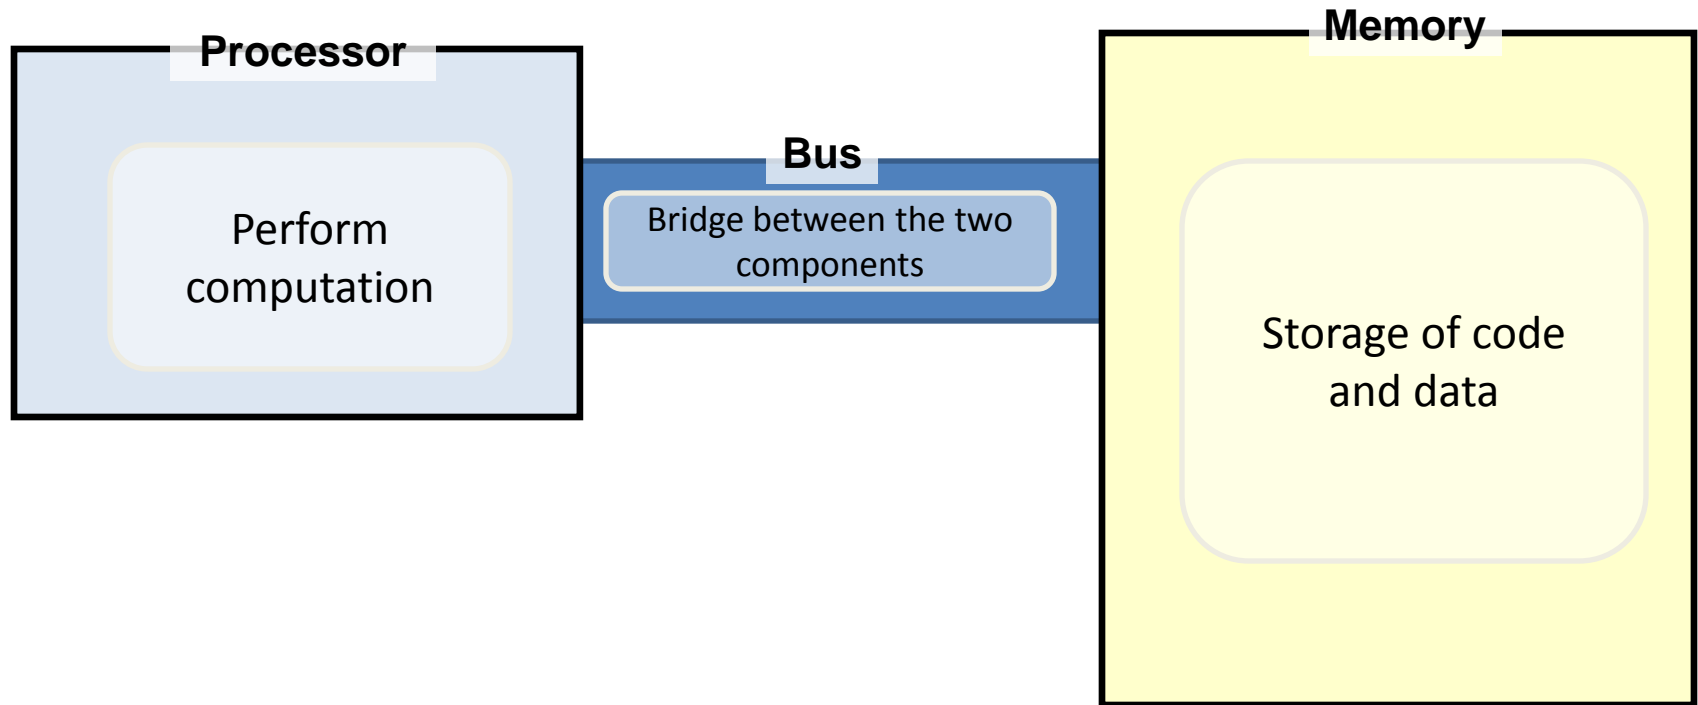 Processor
Perform
computation
Bus
Bridge between the two
components
Memory
Storage of code
and data